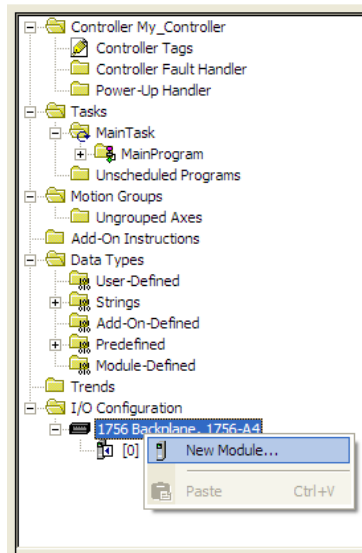 Controller My_Controller
Controller Tags
Controller Fault Handler
Power-Up Handler
Tasks
MainTask
MainProgram
Unscheduled Programs
Motion Groups
Ungrouped Axes
Add-On Instructions
Data Types
User-Defined
Strings
Add-On-Defined
Predefined
Module-Defined
Trends
I/O Configuration
1756 Backplane, 1756-A4
[0]
New Module...
Paste Ctrl+V